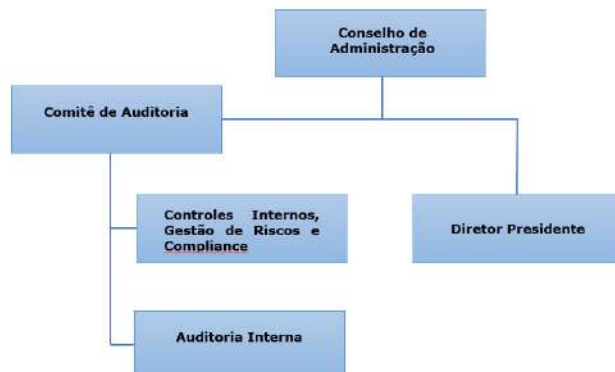 Conselho de
Administração
Comitê de Auditoria
Controles Internos,
Gestão de Riscos e
Compliance
Diretor Presidente
Auditoria Interna